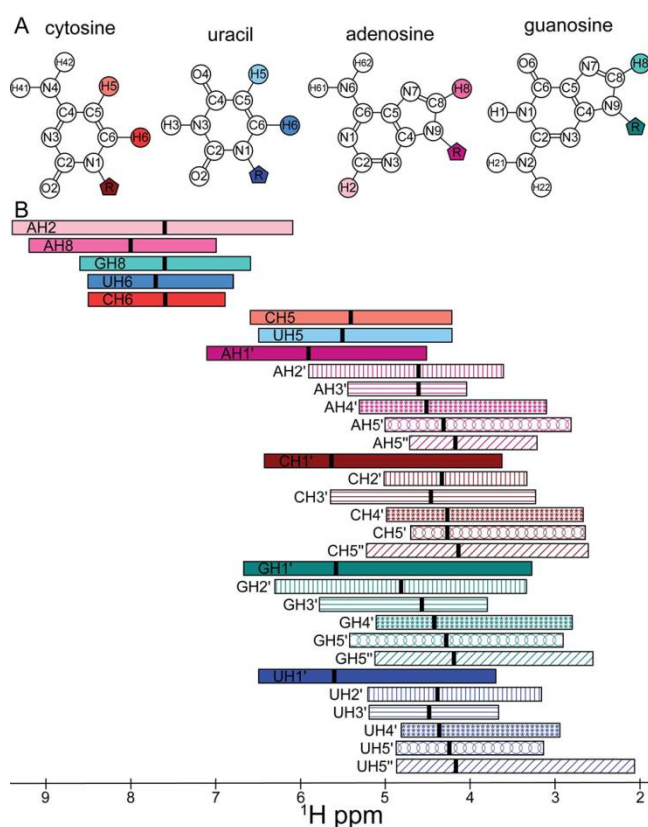 A
cytosine
uracil
adenosine
guanosine
H42
H41
N4
H5
C4
C5
N3
C6
H6
C2
N1
O2
R
O4
H5
C4
C5
H3
N3
C6
H6
C2
N1
O2
R
H62
H61
N6
N7
H8
C6
C5
C8
N1
C4
N9
C2
N3
R
H2
O6
N7
H8
C6
C5
C8
H1
N1
C4
N9
C2
N3
R
H21
N2
H22
B
AH2
AH8
GH8
UH6
CH6
CH5
UH5
AH1'
AH2'
AH3'
AH4'
AH5'
AH5"
CH1'
CH2'
CH3'
CH4'
CH5'
CH5"
GH1'
GH2'
GH3'
GH4'
GH5'
GH5"
UH1'
UH2'
UH3'
UH4'
UH5'
UH5"
9 8 7 6 5 4 3 2
¹H ppm